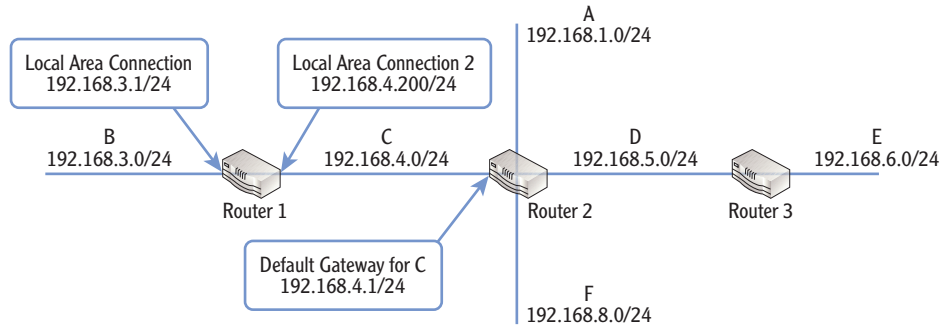 A
192.168.1.0/24
Local Area Connection
192.168.3.1/24
Local Area Connection 2
192.168.4.200/24
B
192.168.3.0/24
C
192.168.4.0/24
D
192.168.5.0/24
E
192.168.6.0/24
Router 1
Router 2
Router 3
Default Gateway for C
192.168.4.1/24
F
192.168.8.0/24